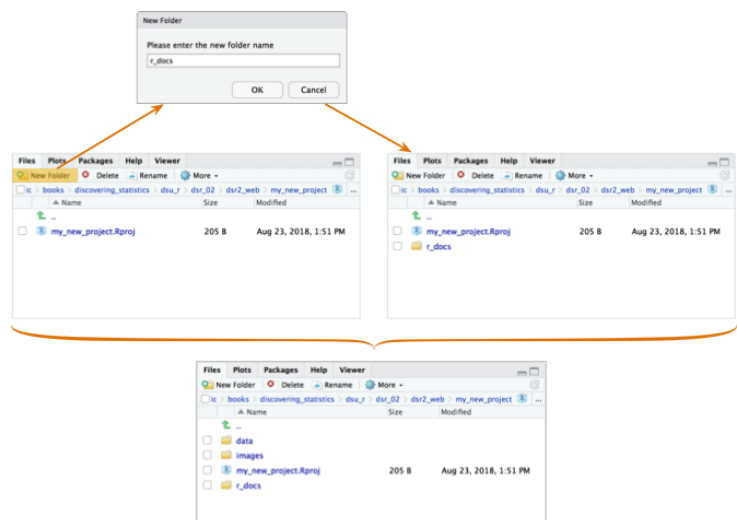 New Folder
Please enter the new folder name
r_docs
OK Cancel
Files Plots Packages Help Viewer
New Folder Delete Rename More
ic > books > discovering_statistics > dsu_r > dsr_02 > dsr2_web > my_new_project ...
Name Size Modified
..
my_new_project.Rproj 205 B Aug 23, 2018, 1:51 PM
Files Plots Packages Help Viewer
New Folder Delete Rename More
ic > books > discovering_statistics > dsu_r > dsr_02 > dsr2_web > my_new_project ...
Name Size Modified
..
my_new_project.Rproj 205 B Aug 23, 2018, 1:51 PM
r_docs
Files Plots Packages Help Viewer
New Folder Delete Rename More
ic > books > discovering_statistics > dsu_r > dsr_02 > dsr2_web > my_new_project ...
Name Size Modified
..
data
images
my_new_project.Rproj 205 B Aug 23, 2018, 1:51 PM
r_docs